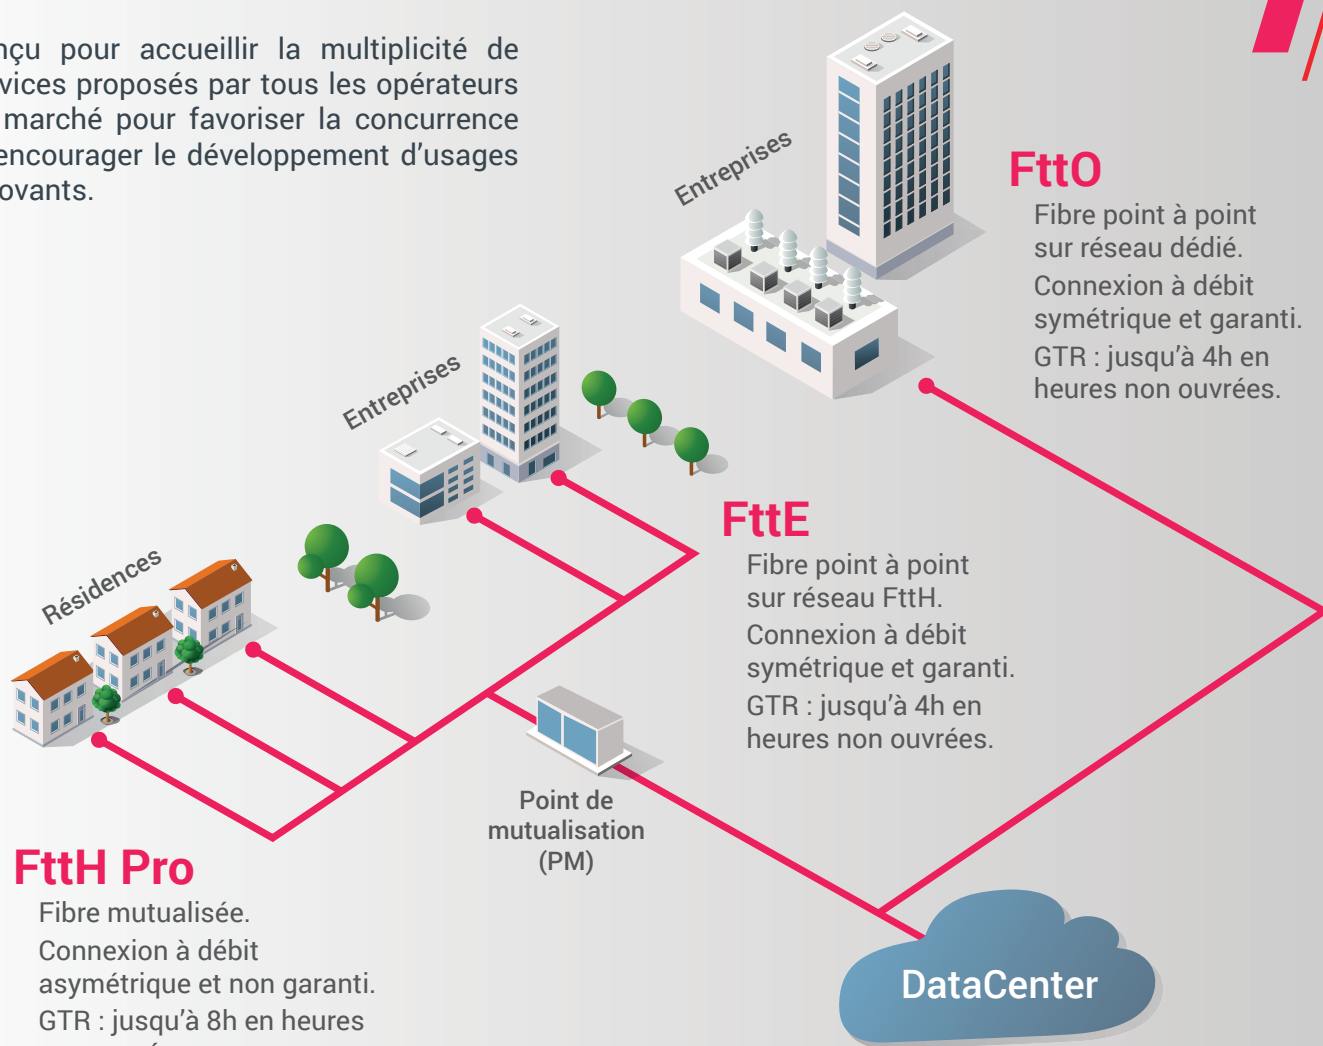 pour accueillir la multiplicité de
proposés par tous les opérateurs
marché pour favoriser la concurrence
encourager le développement d'usages
Entreprises
FttO
Fibre point à point
sur réseau dédié.
Connexion à débit
symétrique et garanti.
GTR : jusqu'à 4h en
heures non ouvrées.
Entreprises
FttE
Fibre point à point
sur réseau FttH.
Connexion à débit
symétrique et garanti.
GTR : jusqu'à 4h en
heures non ouvrées.
Résidences
Point de
mutualisation
(PM)
FttH Pro
Fibre mutualisée.
Connexion à débit
asymétrique et non garanti.
GTR : jusqu'à 8h en heures
DataCenter